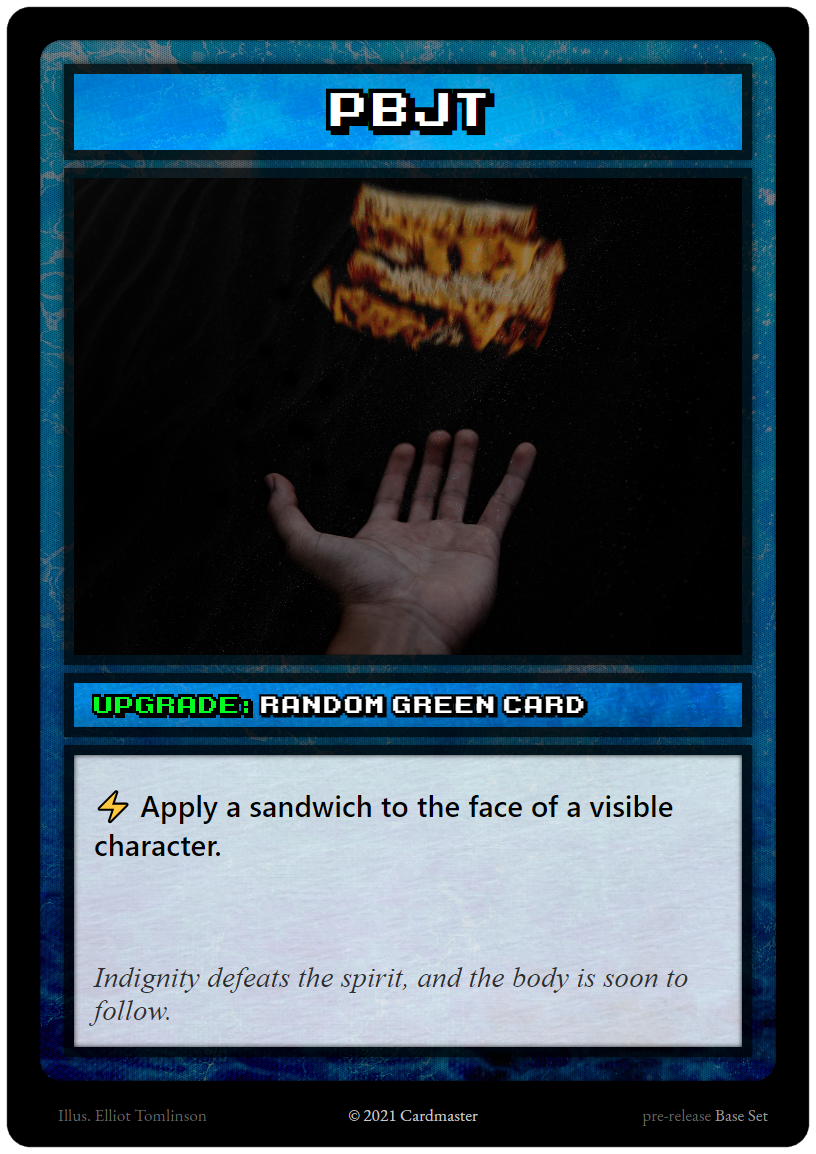 PBJT
UPGRADE: RANDOM GREEN CARD
⚡ Apply a sandwich to the face of a visible
character.
Indignity defeats the spirit, and the body is soon to
follow.
Illus. Elliot Tomlinson © 2021 Cardmaster pre-release Base Set